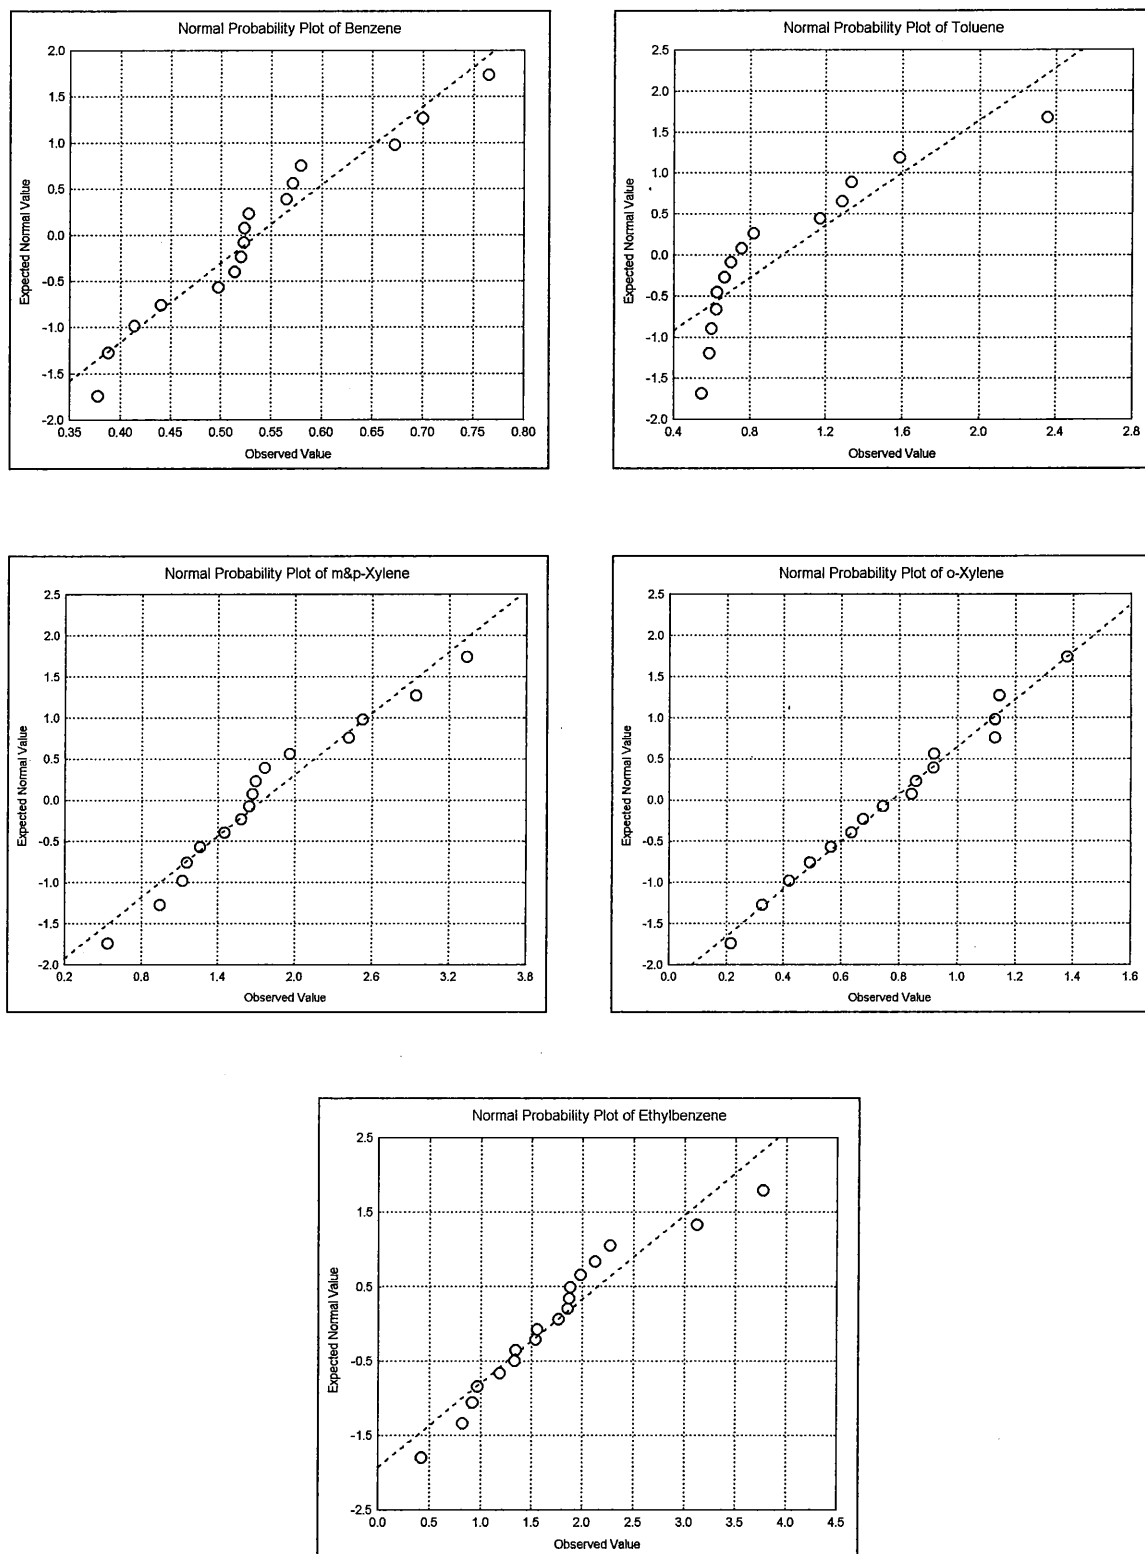 Normal Probability Plot of Benzene
Expected Normal Value
2.0
1.5
1.0
0.5
0.0
-0.5
-1.0
-1.5
-2.0
0.35 0.40 0.45 0.50 0.55 0.60 0.65 0.70 0.75 0.80
Observed Value
Normal Probability Plot of Toluene
Expected Normal Value
2.5
2.0
1.5
1.0
0.5
0.0
-0.5
-1.0
-1.5
-2.0
0.4 0.8 1.2 1.6 2.0 2.4 2.8
Observed Value
Normal Probability Plot of m&p-Xylene
Expected Normal Value
2.5
2.0
1.5
1.0
0.5
0.0
-0.5
-1.0
-1.5
-2.0
0.2 0.8 1.4 2.0 2.6 3.2 3.8
Observed Value
Normal Probability Plot of o-Xylene
Expected Normal Value
2.5
2.0
1.5
1.0
0.5
0.0
-0.5
-1.0
-1.5
-2.0
0.0 0.2 0.4 0.6 0.8 1.0 1.2 1.4 1.6
Observed Value
Normal Probability Plot of Ethylbenzene
Expected Normal Value
2.5
1.5
0.5
-0.5
-1.5
-2.5
0.0 0.5 1.0 1.5 2.0 2.5 3.0 3.5 4.0 4.5
Observed Value